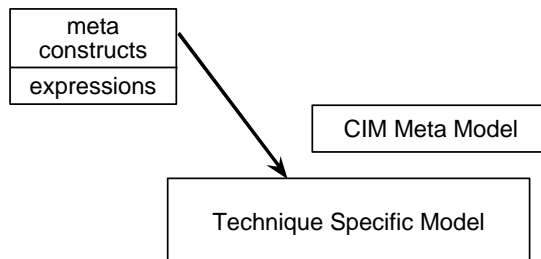 meta
constructs
expressions
CIM Meta Model
Technique Specific Model